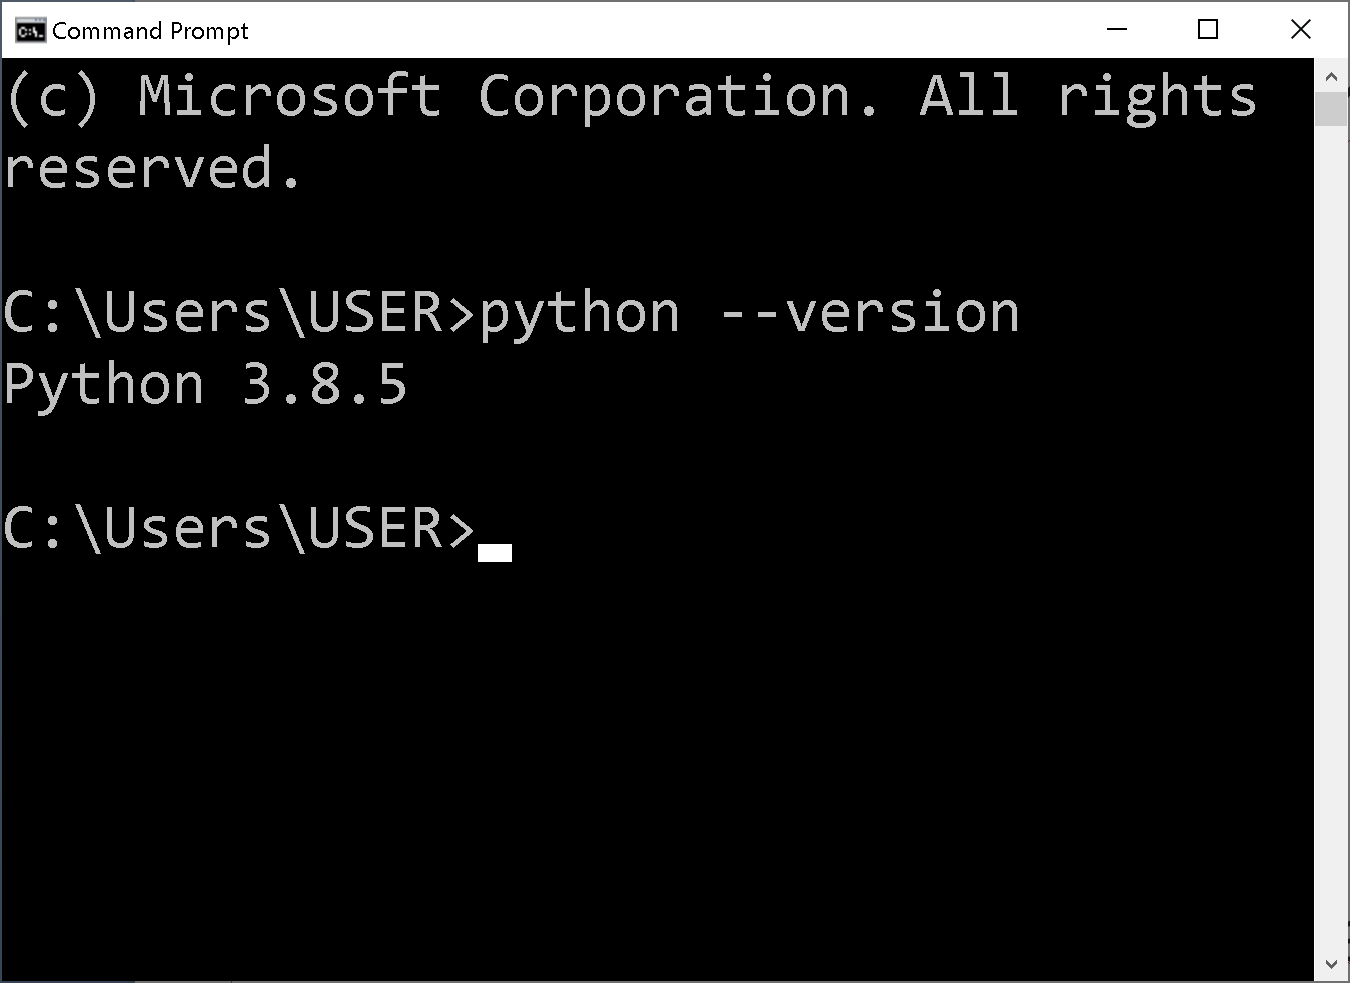 Command Prompt
(c) Microsoft Corporation. All rights
reserved.
C:\Users\USER>python --version
Python 3.8.5
C:\Users\USER>